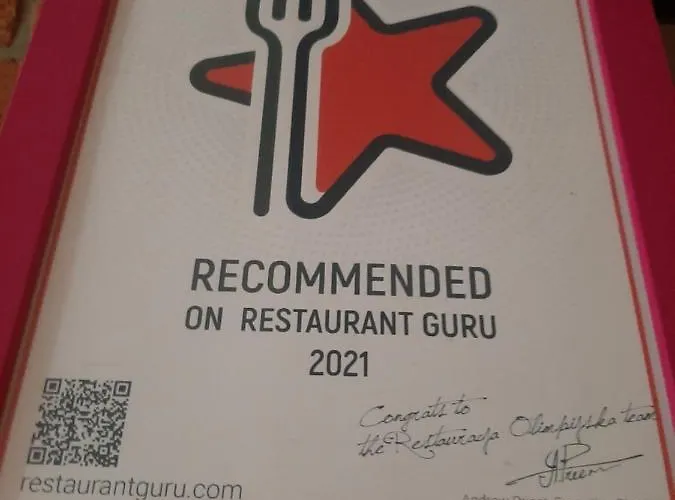 RECOMMENDED
ON RESTAURANT GURU
2021
Congrats to
the Restauracja Olimpijska team
restaurantguru.com